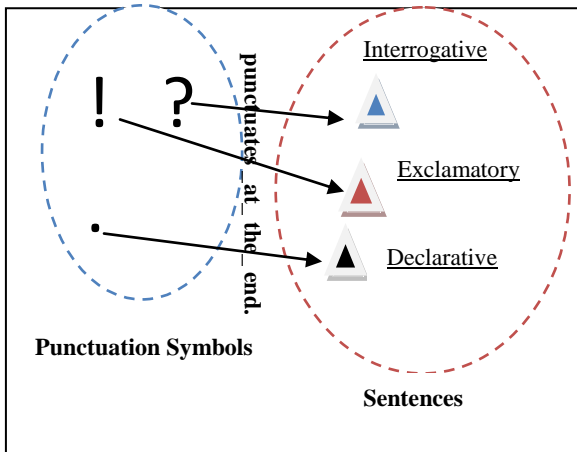 Interrogative
! ?
punctuates_at_the_end.
Exclamatory
.
Declarative
Punctuation Symbols
Sentences